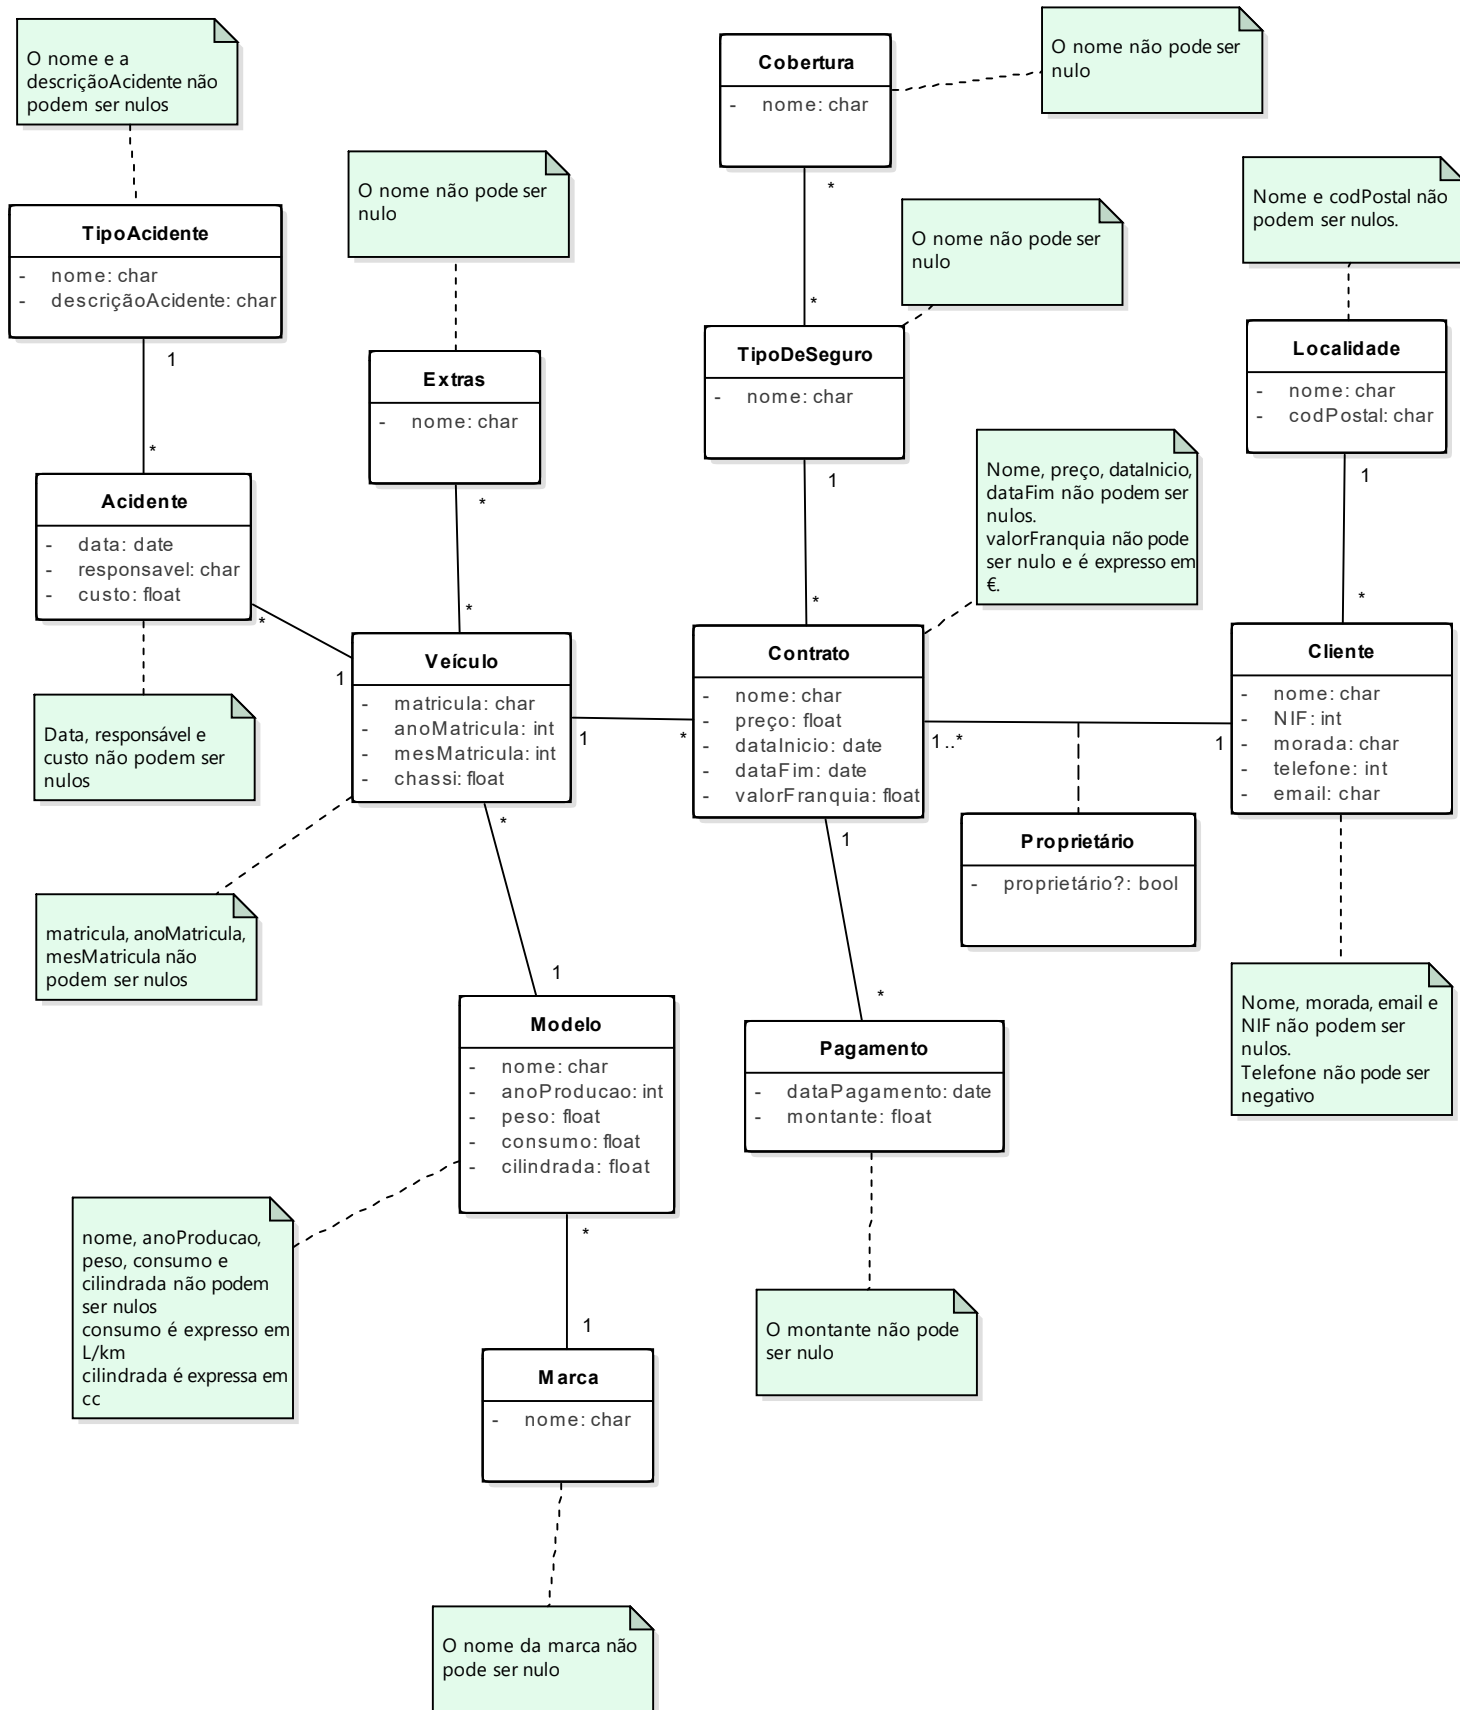 O nome e a
descriçãoAcidente não
podem ser nulos
TipoAcidente
- nome: char
- descriçãoAcidente: char
1
*
Acidente
- data: date
- responsavel: char
- custo: float
*
1
Data, responsável e
custo não podem ser
nulos
O nome não pode ser
nulo
Extras
- nome: char
*
*
Veículo
- matricula: char
- anoMatricula: int
- mesMatricula: int
- chassi: float
1
*
*
1
matricula, anoMatricula,
mesMatricula não
podem ser nulos
Modelo
- nome: char
- anoProducao: int
- peso: float
- consumo: float
- cilindrada: float
*
1
nome, anoProducao,
peso, consumo e
cilindrada não podem
ser nulos
consumo é expresso em
L/km
cilindrada é expressa em
cc
Marca
- nome: char
O nome da marca não
pode ser nulo
Cobertura
- nome: char
O nome não pode ser
nulo
*
*
TipoDeSeguro
- nome: char
O nome não pode ser
nulo
1
*
Contrato
- nome: char
- preço: float
- dataInicio: date
- dataFim: date
- valorFranquia: float
Nome, preço, dataInicio,
dataFim não podem ser
nulos.
valorFranquia não pode
ser nulo e é expresso em
€.
1..*
1
Proprietário
- proprietário?: bool
1
*
Pagamento
- dataPagamento: date
- montante: float
O montante não pode
ser nulo
Nome e codPostal não
podem ser nulos.
Localidade
- nome: char
- codPostal: char
1
*
Cliente
- nome: char
- NIF: int
- morada: char
- telefone: int
- email: char
Nome, morada, email e
NIF não podem ser
nulos.
Telefone não pode ser
negativo